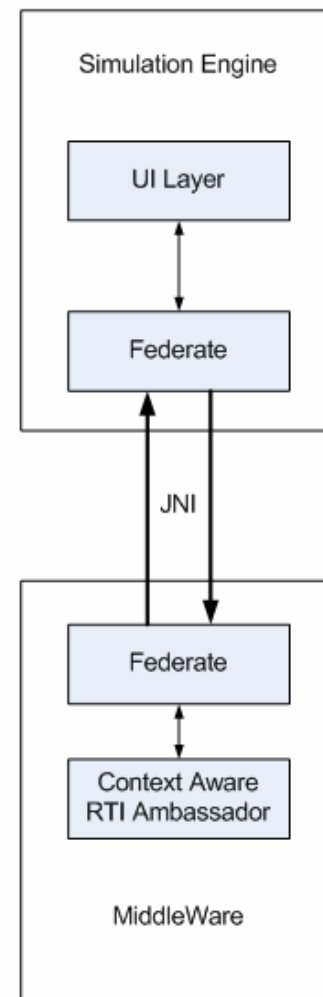 Simulation Engine
UI Layer
Federate
JNI
Federate
Context Aware
RTI Ambassador
MiddleWare